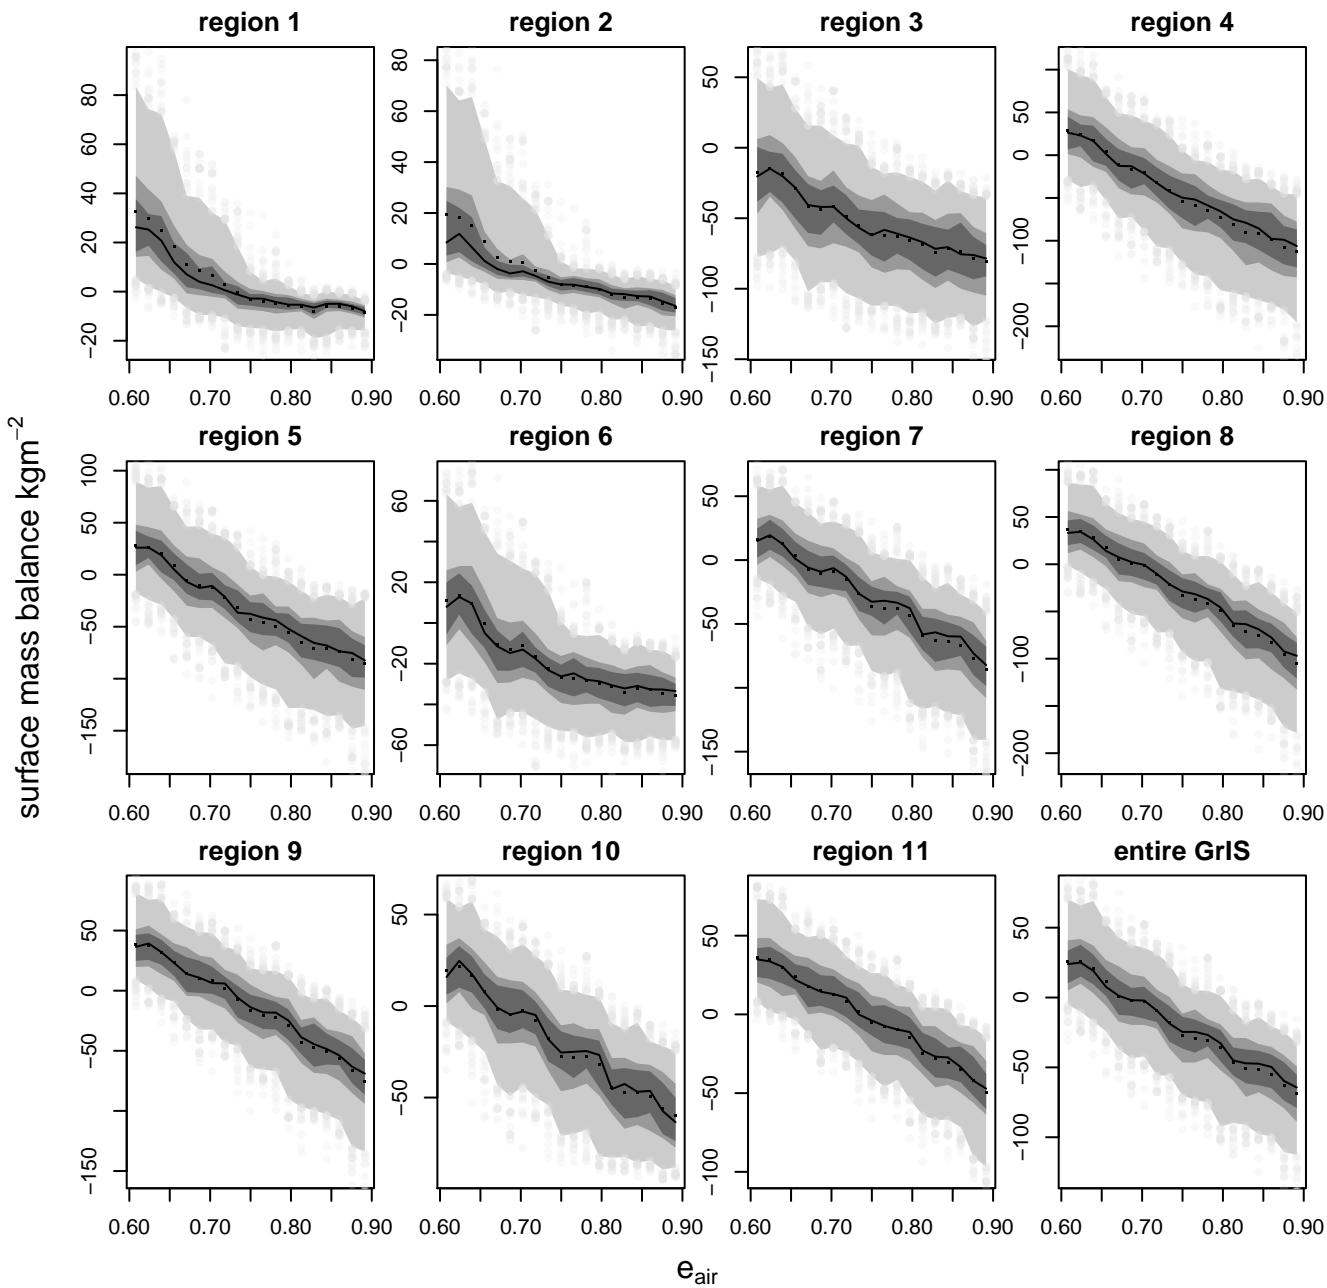 region 1 region 2 region 3 region 4
80 60 40 20 0 −20
80 60 40 20 0 −20
50 0 −50 −100 −150
50 0 −100 −200
0.60 0.70 0.80 0.90 0.60 0.70 0.80 0.90 0.60 0.70 0.80 0.90 0.60 0.70 0.80 0.90
surface mass balance kgm−2
region 5 region 6 region 7 region 8
100 50 0 −50 −150
60 20 −20 −60
50 0 −50 −150
50 0 −100 −200
0.60 0.70 0.80 0.90 0.60 0.70 0.80 0.90 0.60 0.70 0.80 0.90 0.60 0.70 0.80 0.90
region 9 region 10 region 11 entire GrIS
50 0 −50 −150
50 0 −50
50 0 −50 −100
50 0 −50 −100
0.60 0.70 0.80 0.90 0.60 0.70 0.80 0.90 0.60 0.70 0.80 0.90 0.60 0.70 0.80 0.90
eair